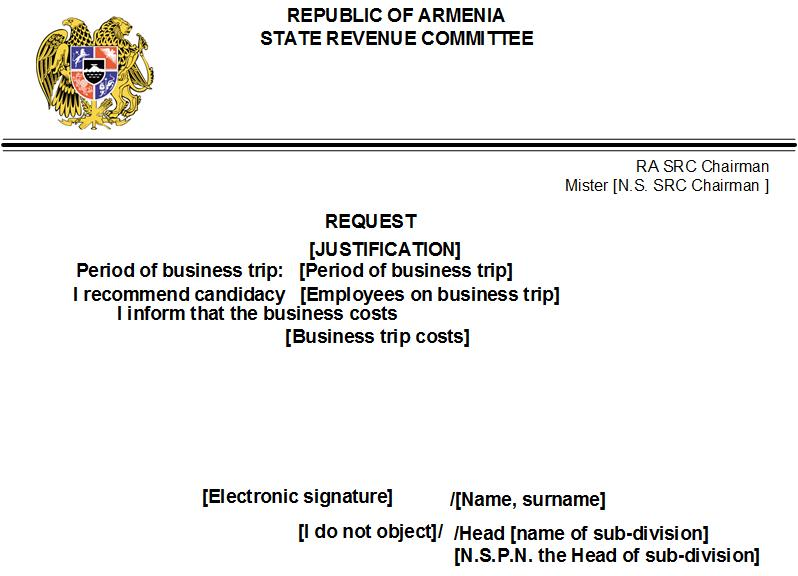 REPUBLIC OF ARMENIA
STATE REVENUE COMMITTEE
RA SRC Chairman
Mister [N.S. SRC Chairman ]
REQUEST
[JUSTIFICATION]
Period of business trip: [Period of business trip]
I recommend candidacy [Employees on business trip]
I inform that the business costs
[Business trip costs]
[Electronic signature] /[Name, surname]
[I do not object]/ /Head [name of sub-division]
[N.S.P.N. the Head of sub-division]